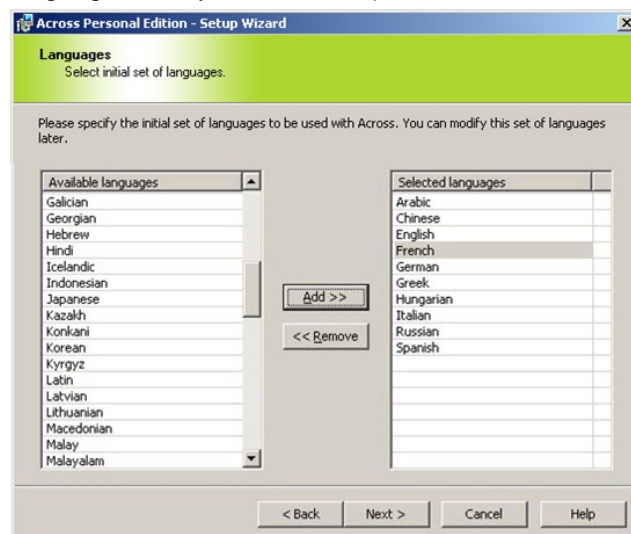 Across Personal Edition - Setup Wizard
Languages
Select initial set of languages.
Please specify the initial set of languages to be used with Across. You can modify this set of languages
later.
Available languages
Galician
Georgian
Hebrew
Hindi
Icelandic
Indonesian
Japanese
Kazakh
Konkani
Korean
Kyrgyz
Latin
Latvian
Lithuanian
Macedonian
Malay
Malayalam
Add >>
<< Remove
Selected languages
Arabic
Chinese
English
French
German
Greek
Hungarian
Italian
Russian
Spanish
< Back
Next >
Cancel
Help